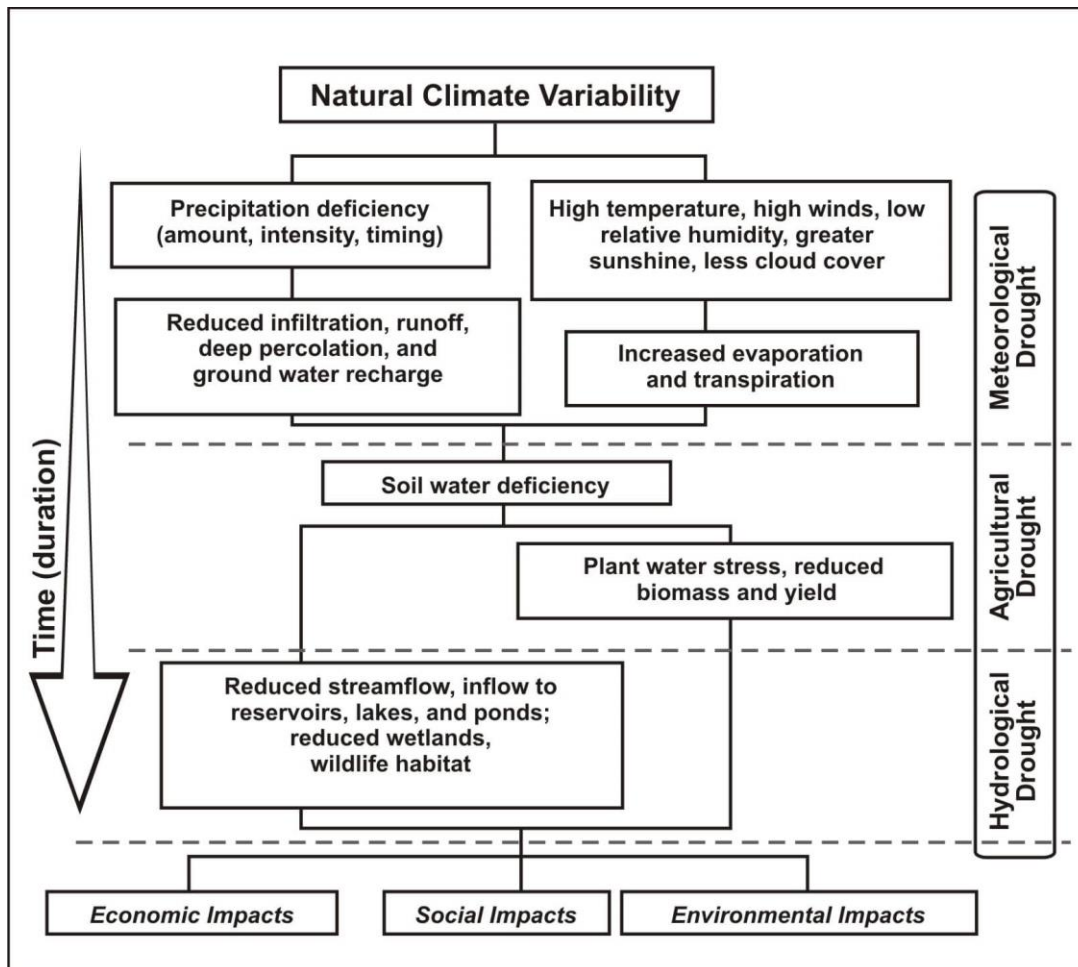 Natural Climate Variability
Precipitation deficiency
(amount, intensity, timing)
High temperature, high winds, low
relative humidity, greater
sunshine, less cloud cover
Reduced infiltration, runoff,
deep percolation, and
ground water recharge
Increased evaporation
and transpiration
Soil water deficiency
Plant water stress, reduced
biomass and yield
Reduced streamflow, inflow to
reservoirs, lakes, and ponds;
reduced wetlands,
wildlife habitat
Economic Impacts
Social Impacts
Environmental Impacts
Time (duration)
Meteorological
Drought
Agricultural
Drought
Hydrological
Drought